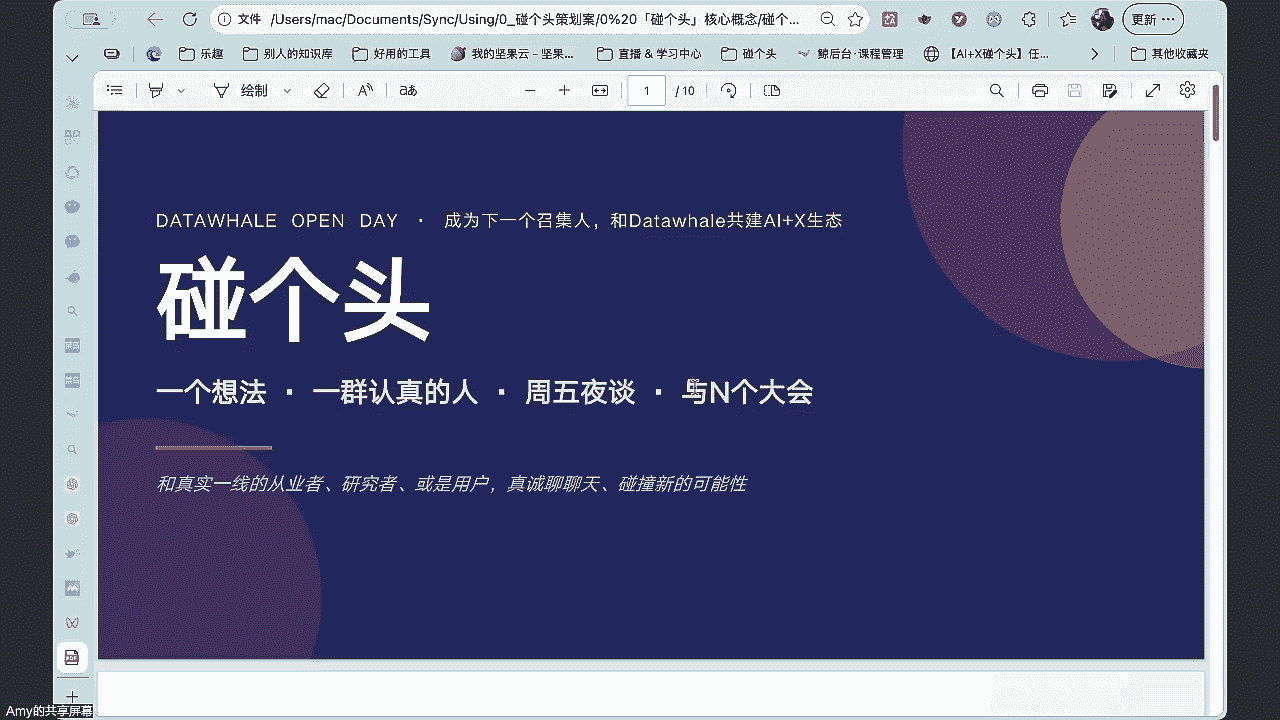 文件 /Users/mac/Documents/Sync/Using/0_碰个头策划案/0%20「碰个头」核心概念/碰个... 更新
乐趣 别人的知识库 好用的工具 我的坚果云 – 坚果... 直播 & 学习中心 碰个头 鲸后台·课程管理 【AI+X碰个头】任... 其他收藏夹
绘制 aあ 1 / 10
DATAWHALE OPEN DAY · 成为下一个召集人，和Datawhale共建AI+X生态
碰个头
一个想法 · 一群认真的人 · 周五夜谈 · 与N个大会
和真实一线的从业者、研究者、或是用户，真诚聊聊天、碰撞新的可能性
PDF
Amy的共享屏幕